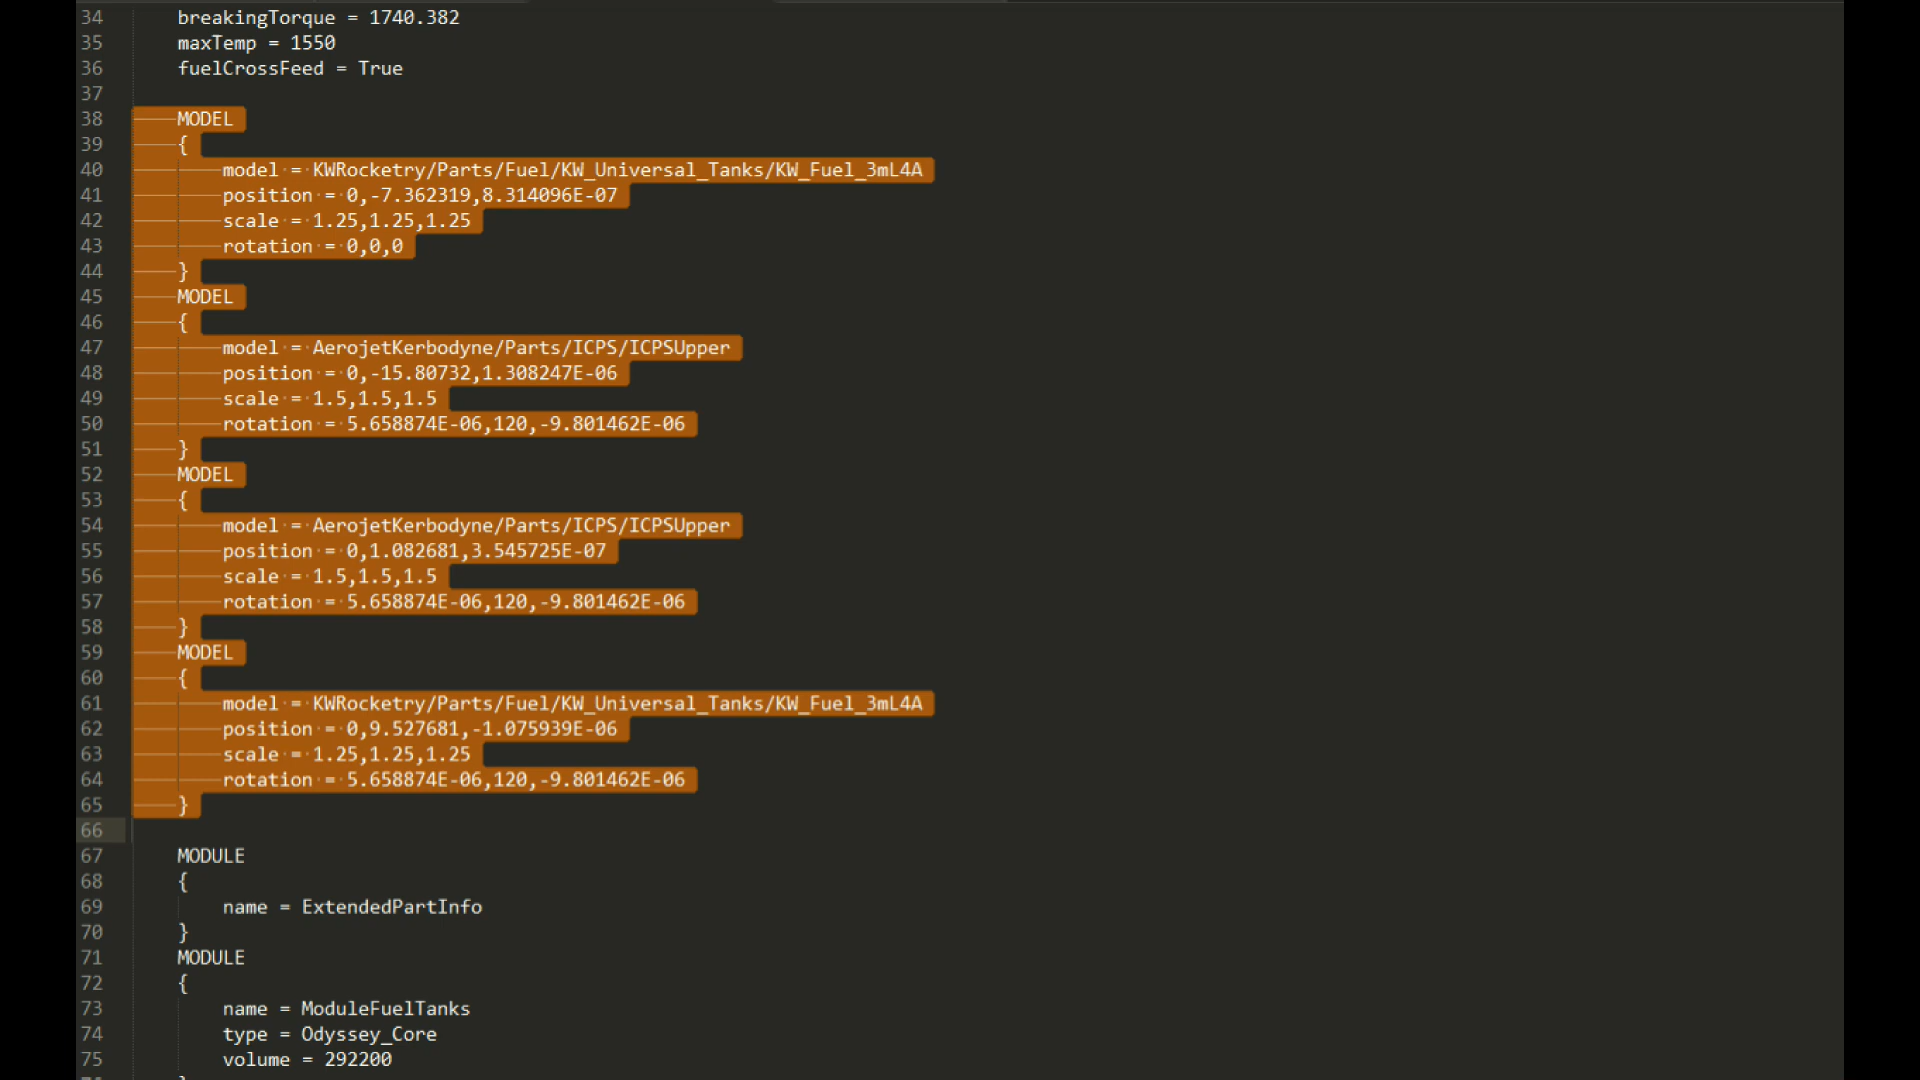 34 breakingTorque = 1740.382
35 maxTemp = 1550
36 fuelCrossFeed = True
37
38 MODEL
39 {
40 model = KWRocketry/Parts/Fuel/KW_Universal_Tanks/KW_Fuel_3mL4A
41 position = 0,-7.362319,8.314096E-07
42 scale = 1.25,1.25,1.25
43 rotation = 0,0,0
44 }
45 MODEL
46 {
47 model = AerojetKerbodyne/Parts/ICPS/ICPSUpper
48 position = 0,-15.80732,1.308247E-06
49 scale = 1.5,1.5,1.5
50 rotation = 5.658874E-06,120,-9.801462E-06
51 }
52 MODEL
53 {
54 model = AerojetKerbodyne/Parts/ICPS/ICPSUpper
55 position = 0,1.082681,3.545725E-07
56 scale = 1.5,1.5,1.5
57 rotation = 5.658874E-06,120,-9.801462E-06
58 }
59 MODEL
60 {
61 model = KWRocketry/Parts/Fuel/KW_Universal_Tanks/KW_Fuel_3mL4A
62 position = 0,9.527681,-1.075939E-06
63 scale = 1.25,1.25,1.25
64 rotation = 5.658874E-06,120,-9.801462E-06
65 }
66
67 MODULE
68 {
69 name = ExtendedPartInfo
70 }
71 MODULE
72 {
73 name = ModuleFuelTanks
74 type = Odyssey_Core
75 volume = 292200